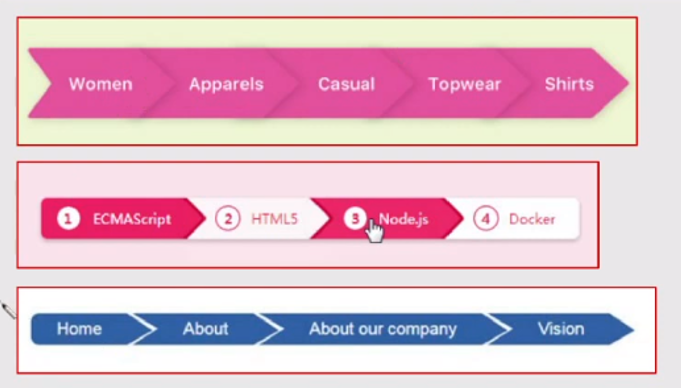 Women Apparels Casual Topwear Shirts
1 ECMAScript 2 HTML5 3 Node.js 4 Docker
Home About About our company Vision